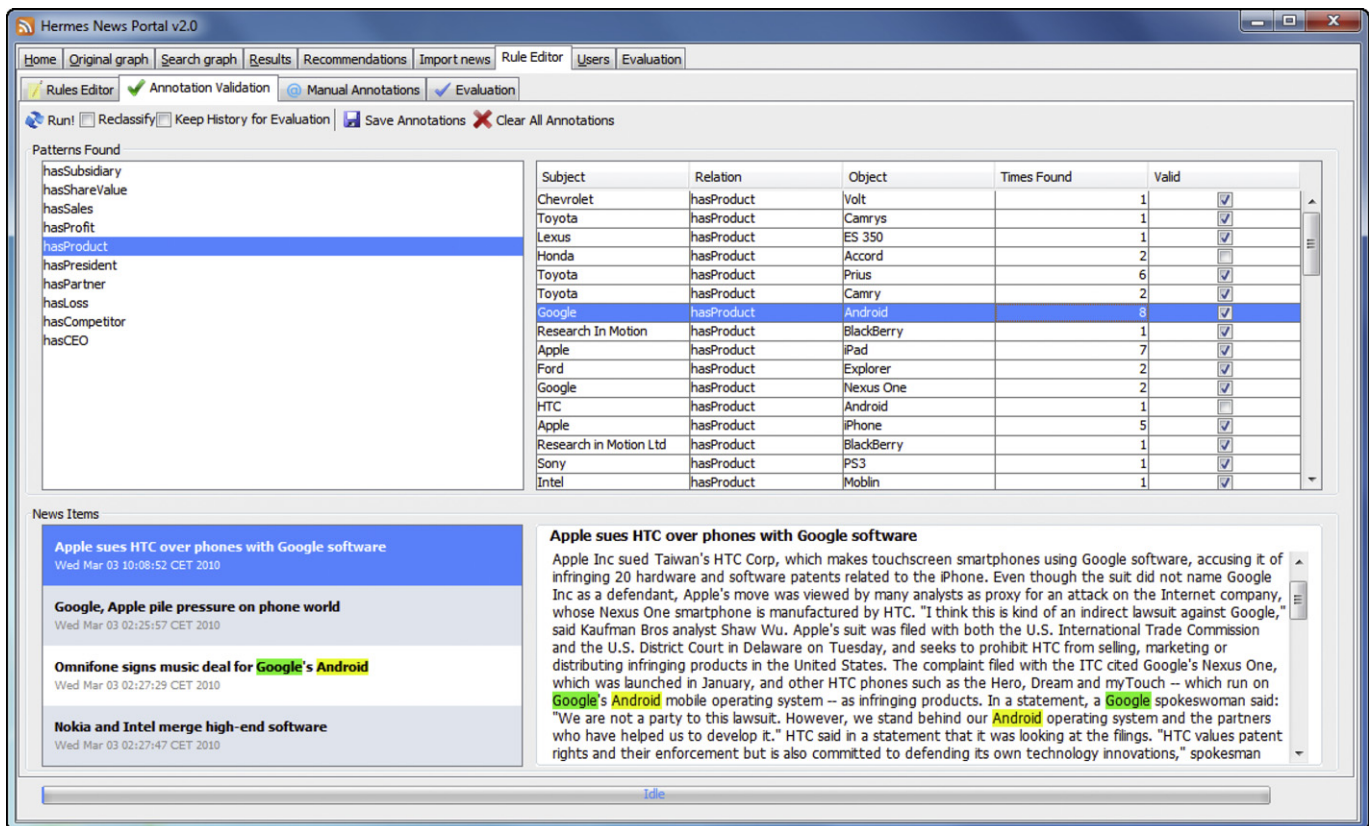 Hermes News Portal v2.0
Home Original graph Search graph Results Recommendations Import news Rule Editor Users Evaluation
Rules Editor Annotation Validation Manual Annotations Evaluation
Run! Reclassify Keep History for Evaluation Save Annotations Clear All Annotations
Patterns Found
hasSubsidiary
hasShareValue
hasSales
hasProfit
hasProduct
hasPresident
hasPartner
hasLoss
hasCompetitor
hasCEO
Subject Relation Object Times Found Valid
Chevrolet hasProduct Volt 1
Toyota hasProduct Camrys 1
Lexus hasProduct ES 350 1
Honda hasProduct Accord 2
Toyota hasProduct Prius 6
Toyota hasProduct Camry 2
Google hasProduct Android 8
Research In Motion hasProduct BlackBerry 1
Apple hasProduct iPad 7
Ford hasProduct Explorer 2
Google hasProduct Nexus One 2
HTC hasProduct Android 1
Apple hasProduct iPhone 5
Research in Motion Ltd hasProduct BlackBerry 1
Sony hasProduct PS3 1
Intel hasProduct Moblin 1
News Items
Apple sues HTC over phones with Google software
Wed Mar 03 10:08:52 CET 2010
Google, Apple pile pressure on phone world
Wed Mar 03 02:25:57 CET 2010
Omnifone signs music deal for Google's Android
Wed Mar 03 02:27:29 CET 2010
Nokia and Intel merge high-end software
Wed Mar 03 02:27:47 CET 2010
Apple sues HTC over phones with Google software
Apple Inc sued Taiwan's HTC Corp, which makes touchscreen smartphones using Google software, accusing it of
infringing 20 hardware and software patents related to the iPhone. Even though the suit did not name Google
Inc as a defendant, Apple's move was viewed by many analysts as proxy for an attack on the Internet company,
whose Nexus One smartphone is manufactured by HTC. "I think this is kind of an indirect lawsuit against Google,"
said Kaufman Bros analyst Shaw Wu. Apple's suit was filed with both the U.S. International Trade Commission
and the U.S. District Court in Delaware on Tuesday, and seeks to prohibit HTC from selling, marketing or
distributing infringing products in the United States. The complaint filed with the ITC cited Google's Nexus One,
which was launched in January, and other HTC phones such as the Hero, Dream and myTouch -- which run on
Google's Android mobile operating system -- as infringing products. In a statement, a Google spokeswoman said:
"We are not a party to this lawsuit. However, we stand behind our Android operating system and the partners
who have helped us to develop it." HTC said in a statement that it was looking at the filings. "HTC values patent
rights and their enforcement but is also committed to defending its own technology innovations," spokesman
Idle